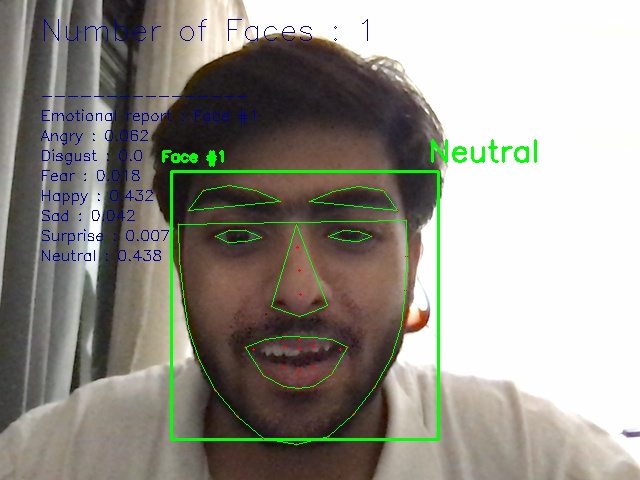 Number of Faces : 1
----------------
Emotional report : Face #1
Angry : 0.062
Disgust : 0.0
Fear : 0.018
Happy : 0.432
Sad : 0.042
Surprise : 0.007
Neutral : 0.438
Face #1
Neutral